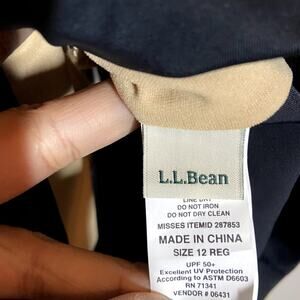 L.L.Bean
LINE DRY
DO NOT IRON
DO NOT DRY CLEAN
MISSES ITEMID 287853
MADE IN CHINA
SIZE 12 REG
UPF 50+
Excellent UV Protection
According to ASTM D6603
RN 71341
VENDOR # 06431